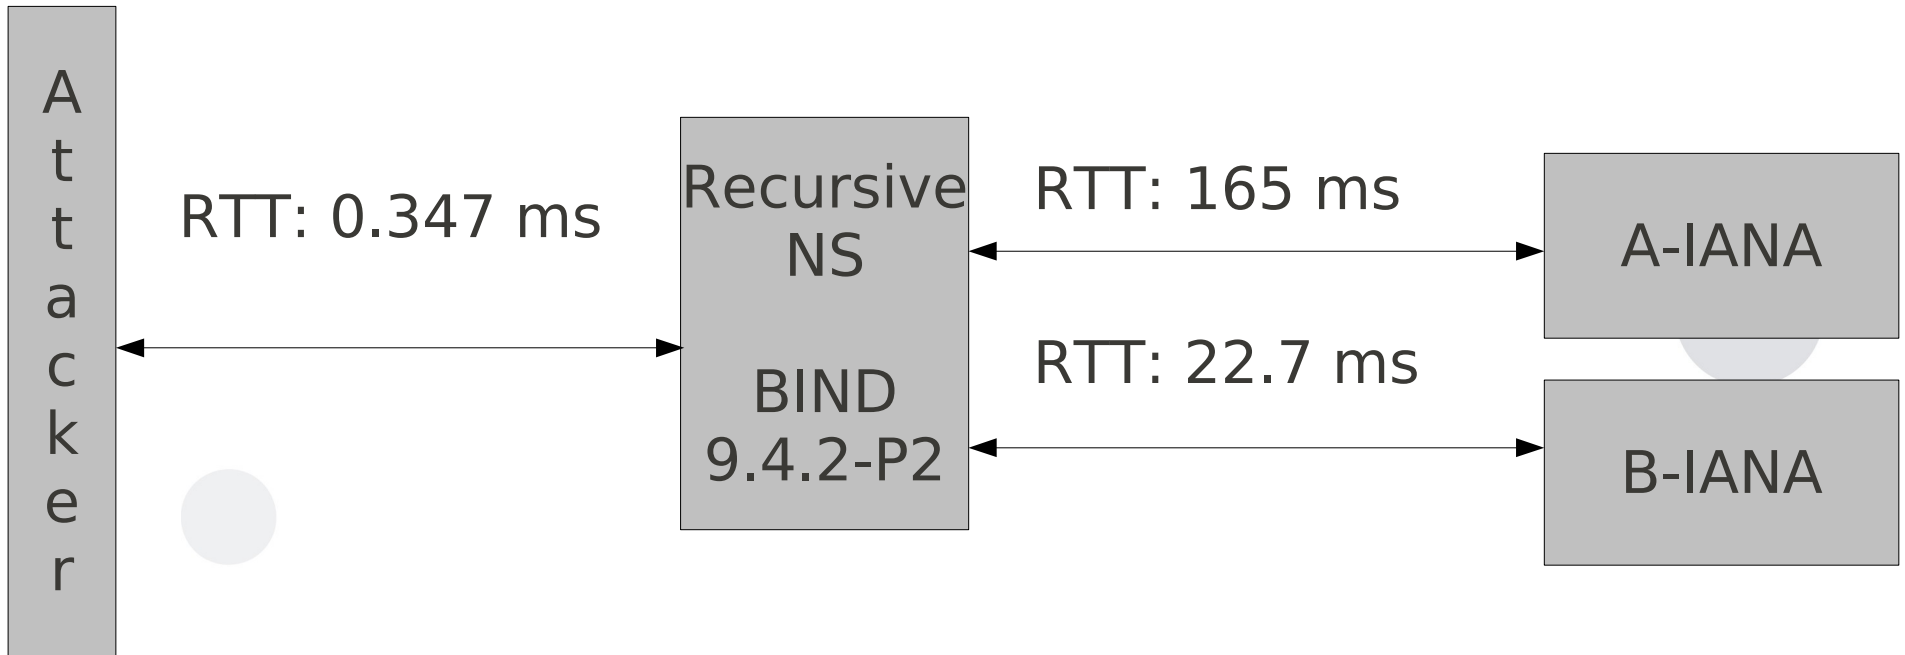 A
t
t
a
c
k
e
r
RTT: 0.347 ms
Recursive
NS
BIND
9.4.2-P2
RTT: 165 ms
RTT: 22.7 ms
A-IANA
B-IANA